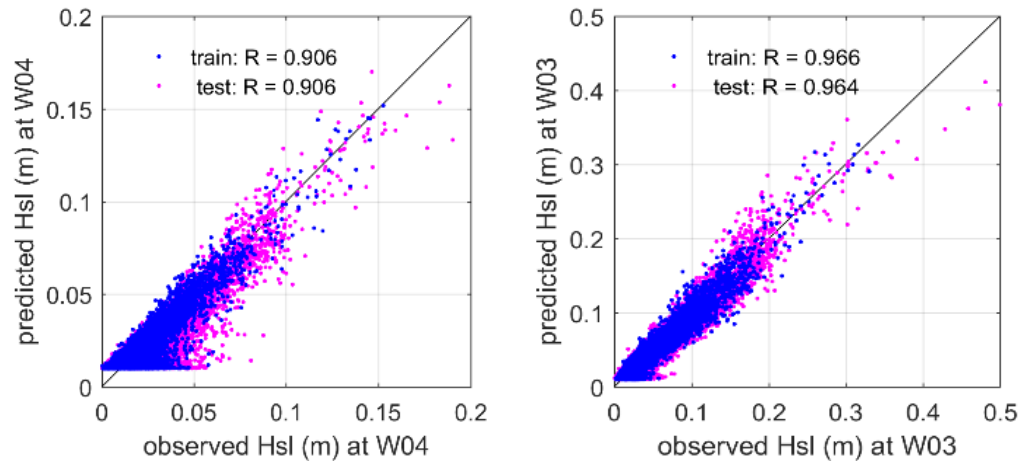 0.2
0.15
0.1
0.05
0
predicted Hsl (m) at W04
train: R = 0.906
test: R = 0.906
0 0.05 0.1 0.15 0.2
observed Hsl (m) at W04
0.5
0.4
0.3
0.2
0.1
0
predicted Hsl (m) at W03
train: R = 0.966
test: R = 0.964
0 0.1 0.2 0.3 0.4 0.5
observed Hsl (m) at W03